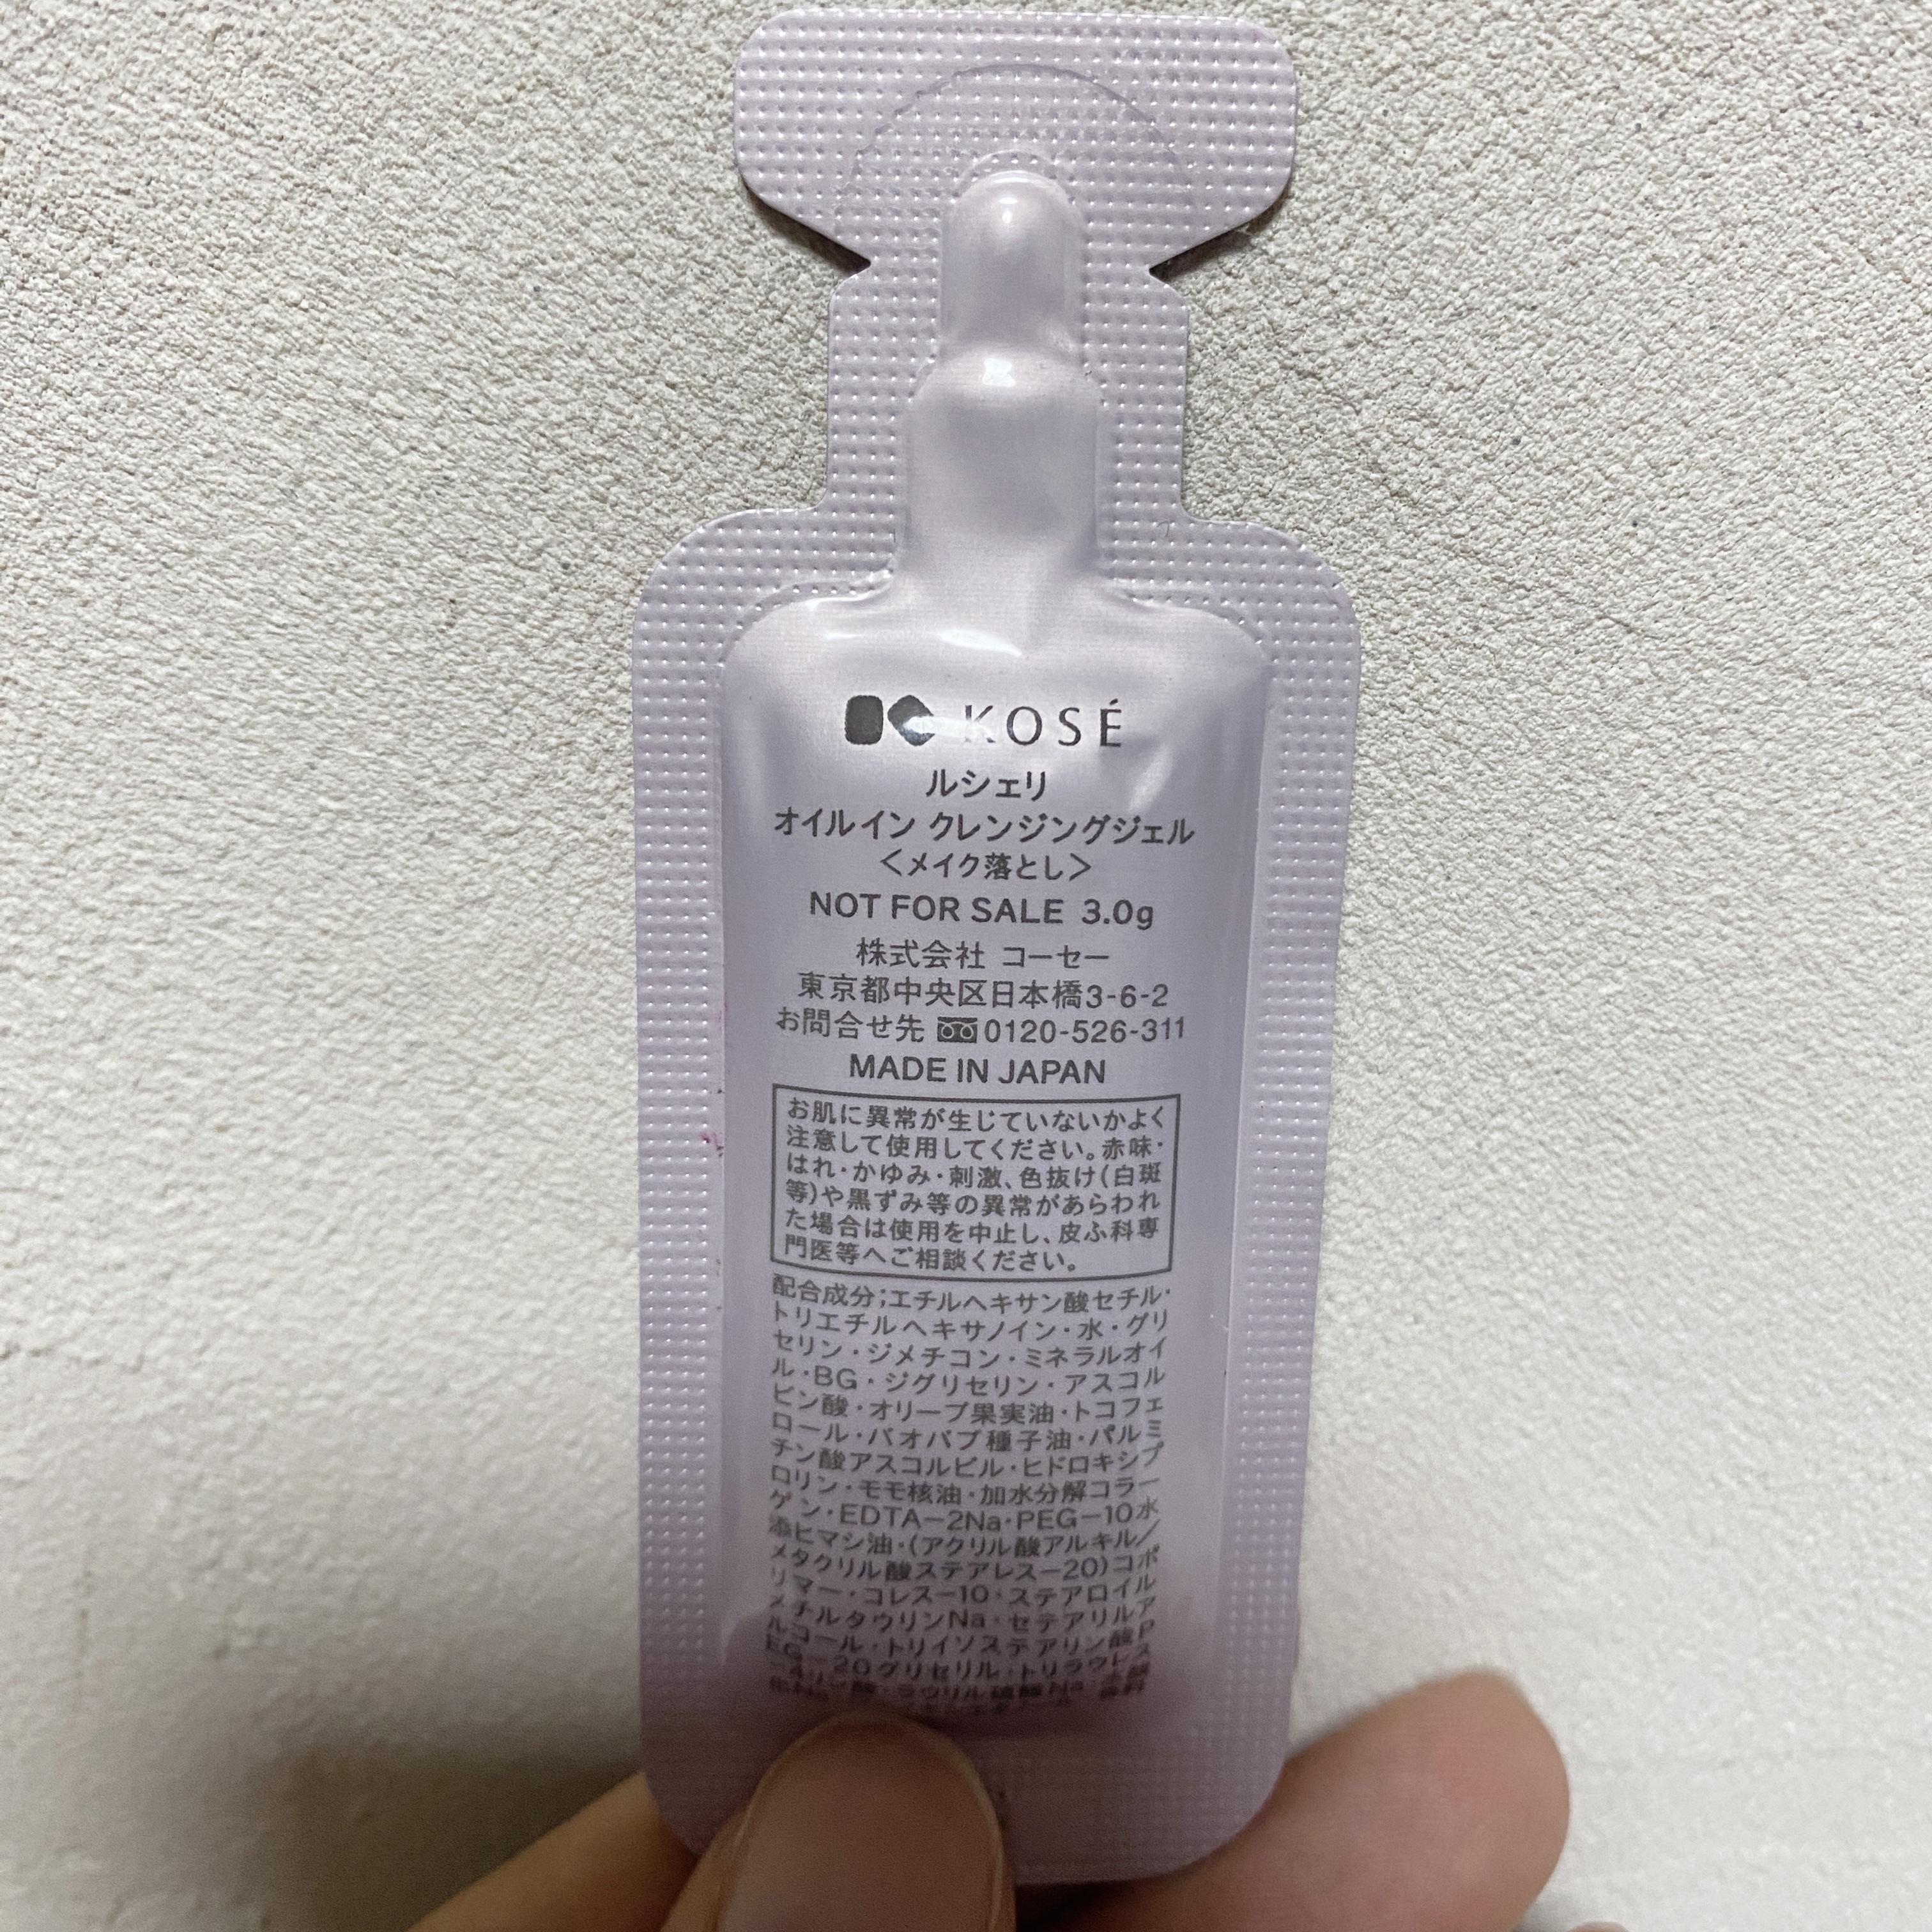 KOSÉ
ルシェリ
オイルイン クレンジングジェル
<メイク落とし>
NOT FOR SALE 3.0g
株式会社 コーセー
東京都中央区日本橋3-6-2
お問合せ先 0120-526-311
MADE IN JAPAN
お肌に異常が生じていないかよく
注意して使用してください。赤味・
はれ・かゆみ・刺激、色抜け(白斑
等)や黒ずみ等の異常があらわれ
た場合は使用を中止し、皮ふ科専
門医等へご相談ください。
配合成分;エチルヘキサン酸セチル・
トリエチルヘキサノイン・水・グリ
セリン・ジメチコン・ミネラルオイ
ル・BG・ジグリセリン・アスコル
ビン酸・オリーブ果実油・トコフェ
ロール・バオバブ種子油・パルミ
チン酸アスコルビル・ヒドロキシプ
ロリン・モモ核油・加水分解コラー
ゲン・EDTA−2Na・PEG−10水
添ヒマシ油・(アクリル酸アルキル/
メタクリル酸ステアレス−20)コポ
リマー・コレス−10・ステアロイル
メチルタウリンNa・セテアリルア
ルコール・トリイソステアリン酸P
EG−20グリセリル・トリラウレス
ラウリル硫酸Na・